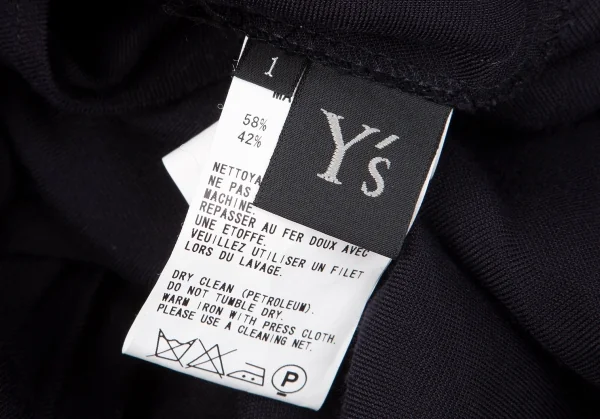 1
Y's
58%
42%
NETTOYA
NE PAS
MACHINE.
REPASSER AU FER DOUX AVEC
UNE ETOFFE.
VEUILLEZ UTILISER UN FILET
LORS DU LAVAGE.
DRY CLEAN (PETROLEUM).
DO NOT TUMBLE DRY.
WARM IRON WITH PRESS CLOTH.
PLEASE USE A CLEANING NET.
P